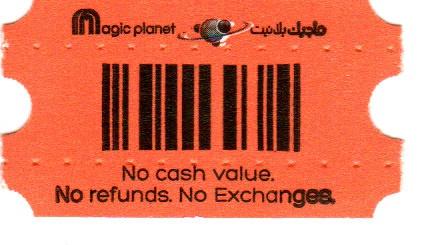 Magic planet ماجيك بلانيت
No cash value.
No refunds. No Exchanges.